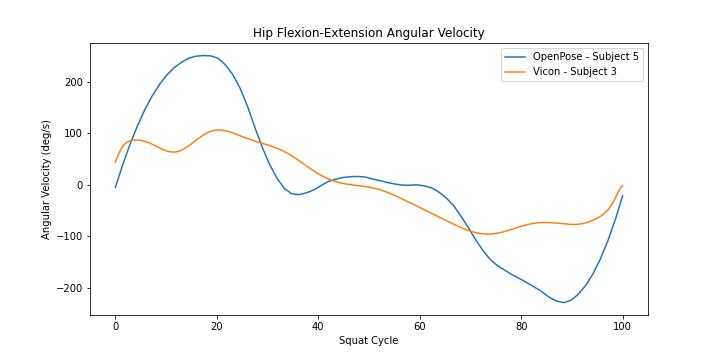 Hip Flexion-Extension Angular Velocity
OpenPose - Subject 5
Vicon - Subject 3
Angular Velocity (deg/s)
200
100
0
−100
−200
0
20
40
60
80
100
Squat Cycle